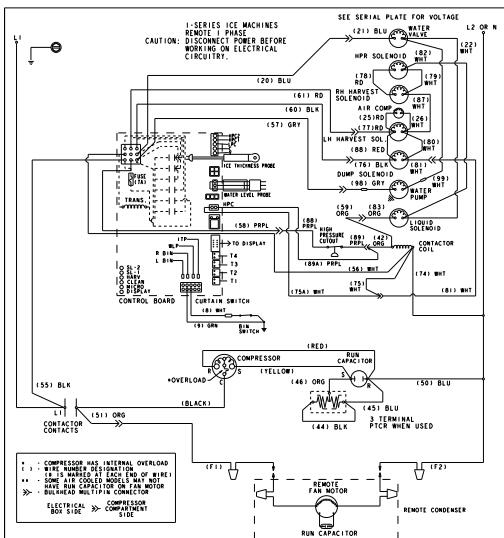 SEE SERIAL PLATE FOR VOLTAGE
L1
L2 OR N
I-SERIES ICE MACHINES
REMOTE 1 PHASE
CAUTION: DISCONNECT POWER BEFORE
WORKING ON ELECTRICAL
CIRCUITRY.
(21) BLU
WATER
VALVE
(22)
WHT
HPR SOLENOID
(82)
WHT
(20) BLU
(78)
RD
(79)
WHT
RH HARVEST
SOLENOID
(61) RD
(87)
WHT
(60) BLK
AIR COMP
(25)RD
(26)
WHT
(57) GRY
(77)RD
LH HARVEST SOL.
(80)
WHT
(88) RED
(76) BLK
(81)
WHT
DUMP SOLENOID
(99)
WHT
(98) GRY
WATER
PUMP
ICE THICKNESS PROBE
FUSE
(7A)
TRANS.
WATER LEVEL PROBE
HPC
(59)
ORG
(83)
ORG
LIQUID
SOLENOID
(58) PRPL
(88)
PRPL
HIGH
PRESSURE
CUTOUT
(89)
PRPL
(42)
ORG
CONTACTOR
COIL
(89A) PRPL
TO DISPLAY
ITP
WLP
R BIN
L BIN
T4
T3
T2
T1
(56) WHT
(74) WHT
(75)
WHT
(75A) WHT
(81) WHT
SL-2
SL-1
HARV
CLEAN
MICRO
DISPLAY
CONTROL BOARD
CURTAIN SWITCH
(8) WHT
(9) GRN
BIN
SWITCH
(RED)
COMPRESSOR
RUN
CAPACITOR
R
S
C
(YELLOW)
S
R
*OVERLOAD
(46) ORG
(50) BLU
(55) BLK
(BLACK)
(45) BLU
L1
(51) ORG
(44) BLK
3 TERMINAL
PTCR WHEN USED
CONTACTOR
CONTACTS
(F1)
(F2)
* - COMPRESSOR HAS INTERNAL OVERLOAD
( ) - WIRE NUMBER DESIGNATION
(# IS MARKED AT EACH END OF WIRE)
** - SOME AIR COOLED MODELS MAY NOT
HAVE RUN CAPACITOR ON FAN MOTOR
>>- - BULKHEAD MULTIPIN CONNECTOR
ELECTRICAL
BOX SIDE
>>-
COMPRESSOR
COMPARTMENT
SIDE
REMOTE
FAN MOTOR
REMOTE CONDENSER
RUN CAPACITOR